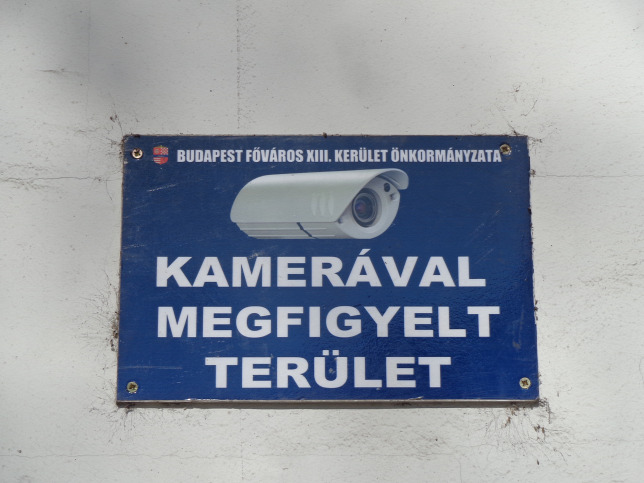 BUDAPEST FŐVÁROS XIII. KERÜLET ÖNKORMÁNYZATA
KAMERÁVAL
MEGFIGYELT
TERÜLET